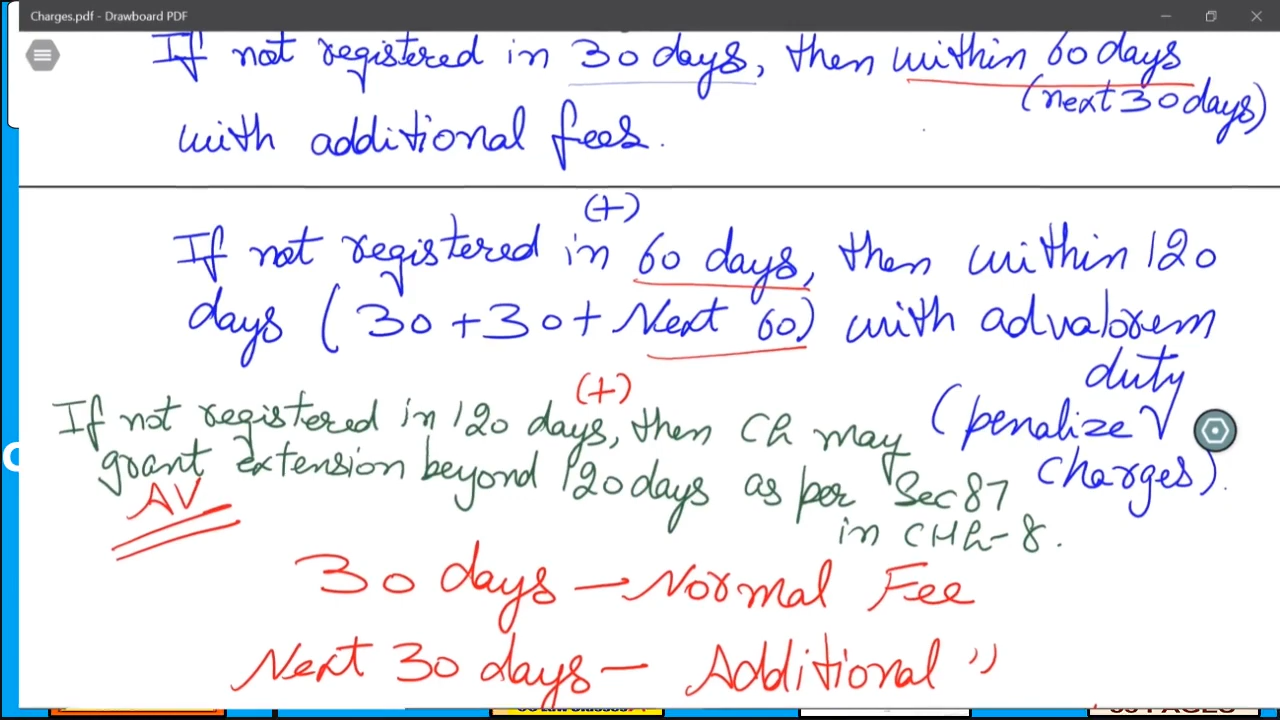 Charges.pdf - Drawboard PDF
If not registered in 30 days, then within 60 days
(next 30 days)
with additional fees.
(+)
If not registered in 60 days, then within 120
days (30 + 30 + Next 60) with advalorem
duty
(penalize
charges).
(+)
If not registered in 120 days, then CG may
grant extension beyond 120 days as per Sec 87
in CHG-8.
AV
30 days - Normal Fee
Next 30 days - Additional "